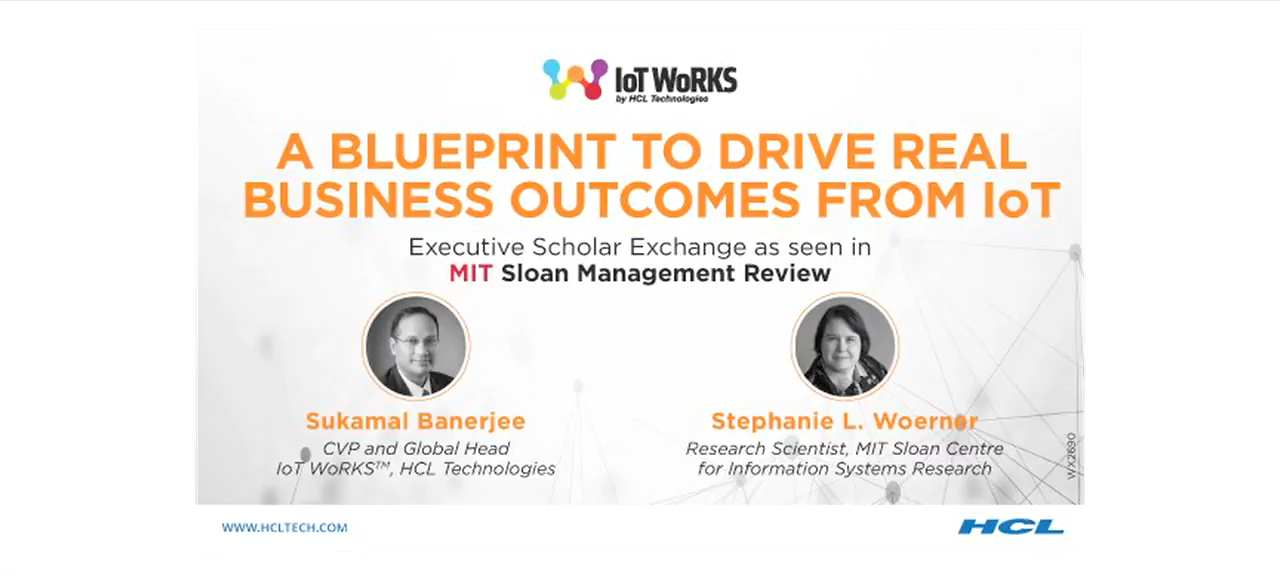 IoT WoRKS
by HCL Technologies
A BLUEPRINT TO DRIVE REAL
BUSINESS OUTCOMES FROM IoT
Executive Scholar Exchange as seen in
MIT Sloan Management Review
Sukamal Banerjee
CVP and Global Head
IoT WoRKS™, HCL Technologies
Stephanie L. Woerner
Research Scientist, MIT Sloan Centre
for Information Systems Research
WX2690
WWW.HCLTECH.COM
HCL